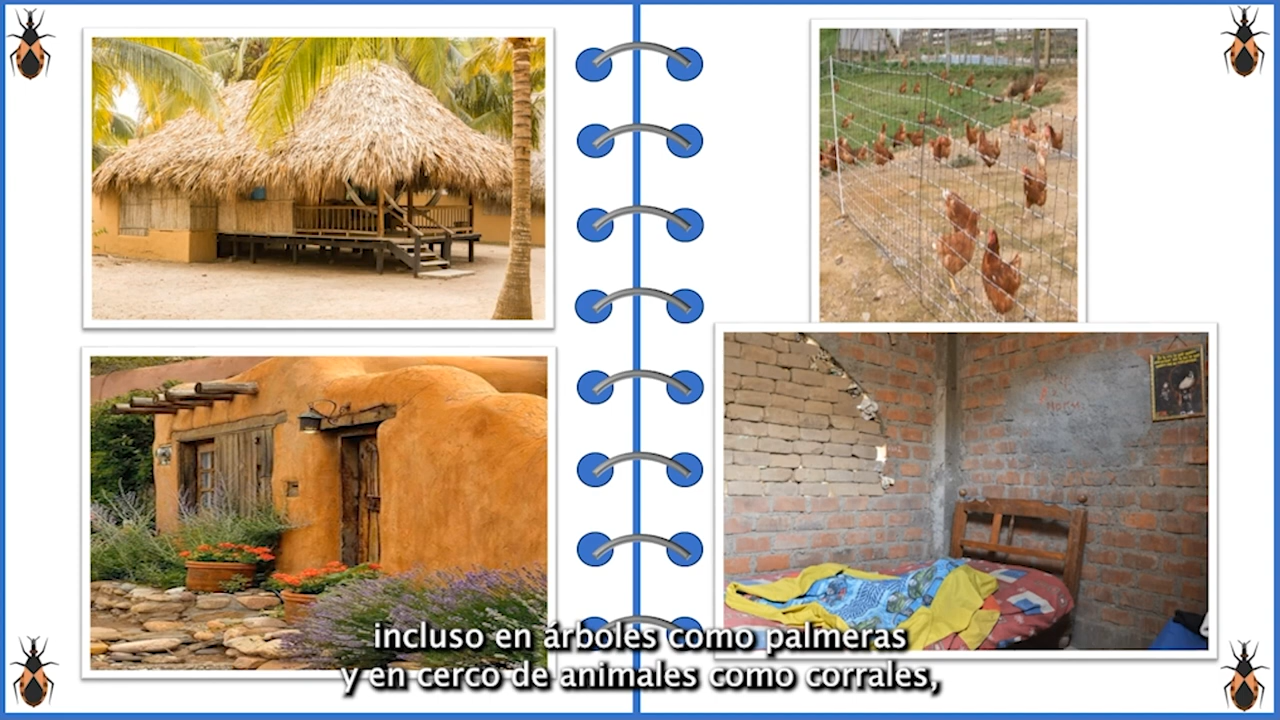 incluso en árboles como palmeras
y en cerco de animales como corrales,